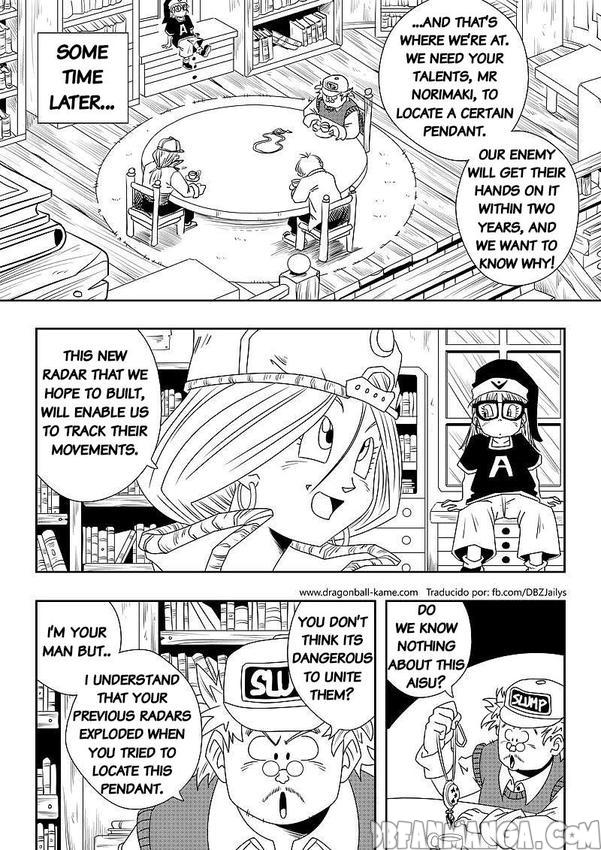 SOME
TIME
LATER...
...AND THAT'S
WHERE WE'RE AT.
WE NEED YOUR
TALENTS, MR
NORIMAKI, TO
LOCATE A CERTAIN
PENDANT.
OUR ENEMY
WILL GET THEIR
HANDS ON IT
WITHIN TWO
YEARS, AND
WE WANT TO
KNOW WHY!
THIS NEW
RADAR THAT WE
HOPE TO BUILT,
WILL ENABLE US
TO TRACK THEIR
MOVEMENTS.
A
www.dragonball-kame.com Traducido por: fb.com/DBZJailys
I'M YOUR
MAN BUT..
I UNDERSTAND
THAT YOUR
PREVIOUS RADARS
EXPLODED WHEN
YOU TRIED TO
LOCATE THIS
PENDANT.
SLUMP
YOU DON'T
THINK ITS
DANGEROUS
TO UNITE
THEM?
DO
WE KNOW
NOTHING
ABOUT THIS
AISU?
SLUMP
DBFANMANGA.COM